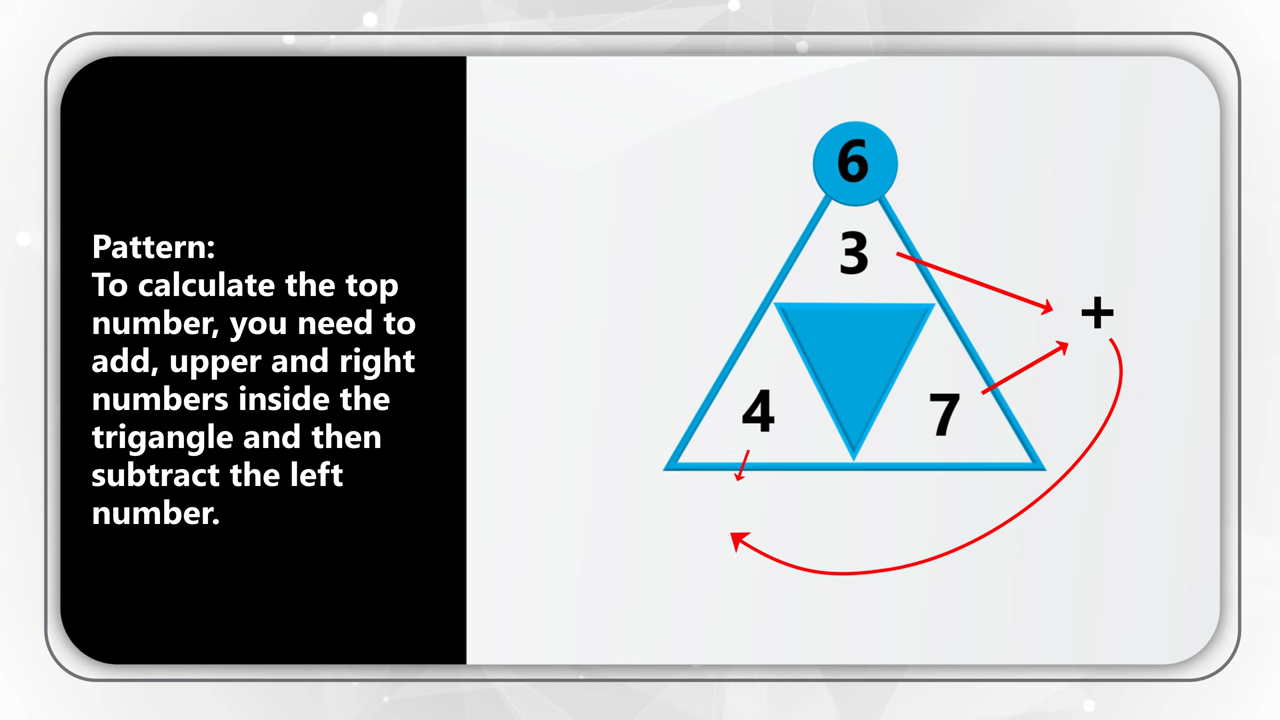 Pattern:
To calculate the top
number, you need to
add, upper and right
numbers inside the
trigangle and then
subtract the left
number.
6
3
+
4 7